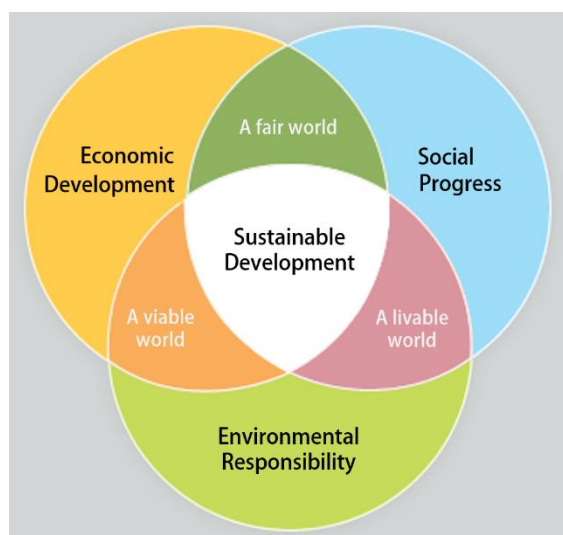 A fair world
Economic
Development
Social
Progress
Sustainable
Development
A viable
world
A livable
world
Environmental
Responsibility